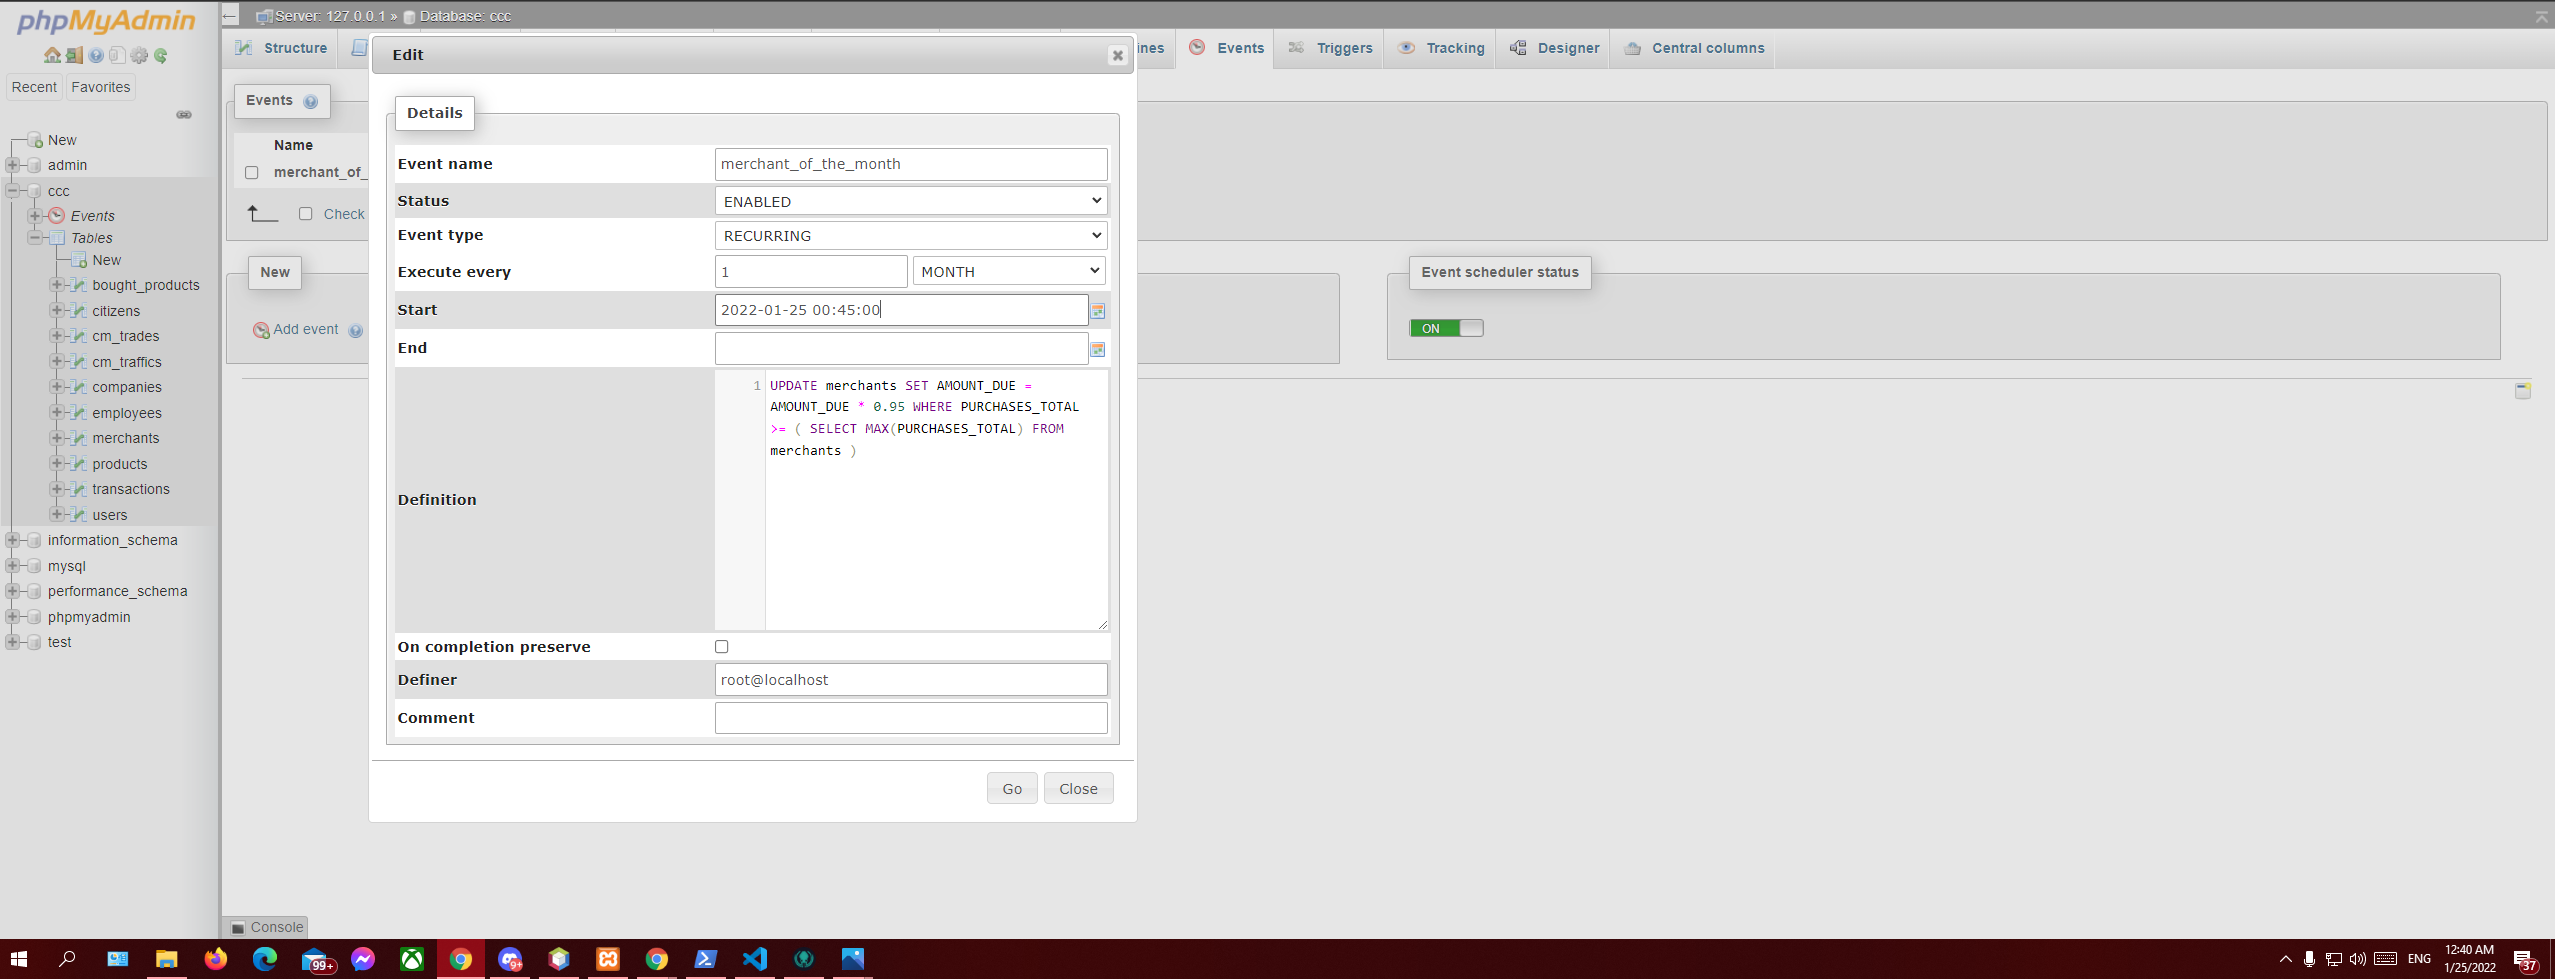 phpMyAdmin
Recent
Favorites
New
admin
ccc
Events
Tables
New
bought_products
citizens
cm_trades
cm_traffics
companies
employees
merchants
products
transactions
users
information_schema
mysql
performance_schema
phpmyadmin
test
Server: 127.0.0.1 » Database: ccc
Structure
ines
Events
Triggers
Tracking
Designer
Central columns
Events
Name
merchant_of_
Check
New
Add event
Event scheduler status
ON
Edit
Details
Event name
merchant_of_the_month
Status
ENABLED
Event type
RECURRING
Execute every
1
MONTH
Start
2022-01-25 00:45:00
End
Definition
1
UPDATE merchants SET AMOUNT_DUE =
AMOUNT_DUE * 0.95 WHERE PURCHASES_TOTAL
>= ( SELECT MAX(PURCHASES_TOTAL) FROM
merchants )
On completion preserve
Definer
root@localhost
Comment
Go
Close
Console
99+
9+
ENG
12:40 AM
1/25/2022
37